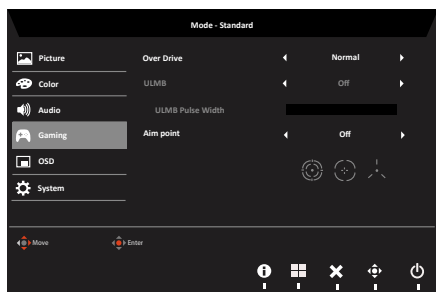 Mode - Standard
Picture
Over Drive Normal
Color
ULMB Off
Audio
ULMB Pulse Width
Gaming
Aim point Off
OSD
System
Move Enter